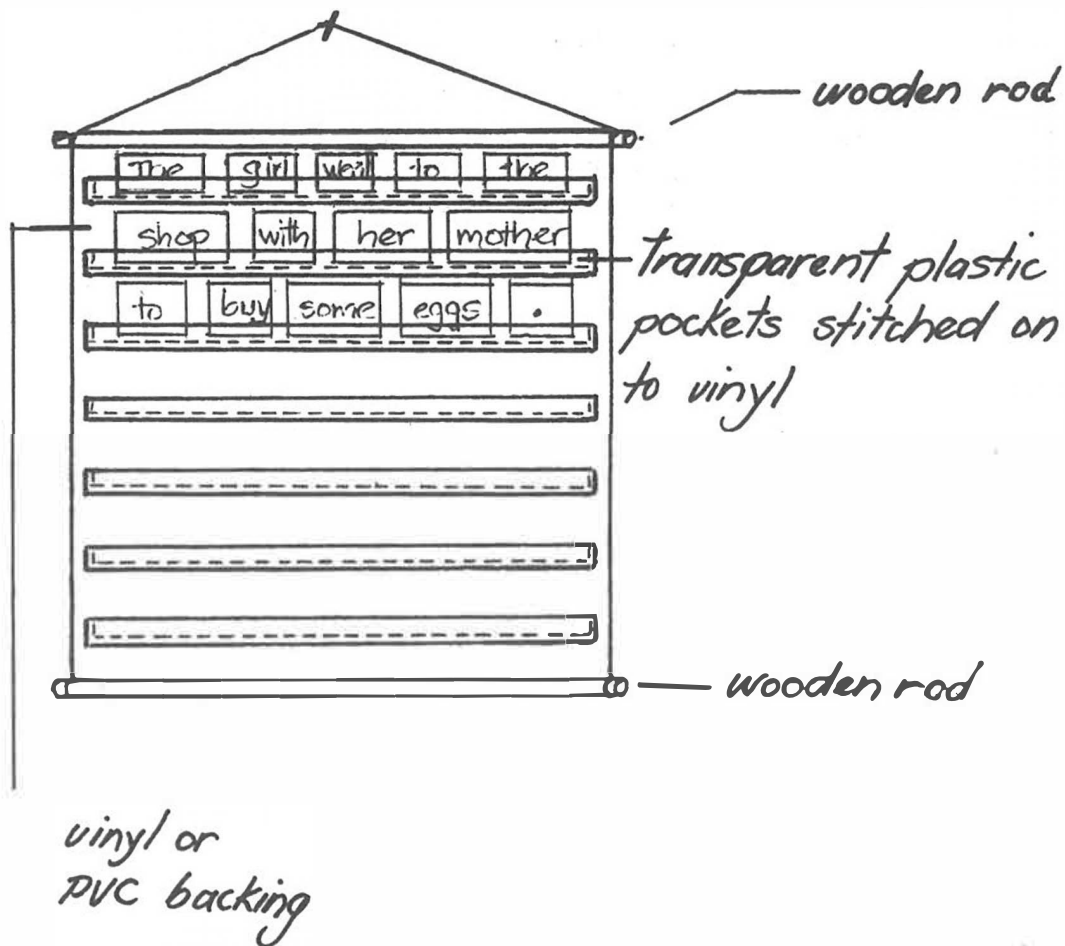 wooden rod
The girl went to the
shop with her mother
to buy some eggs .
Transparent plastic
pockets stitched on
to vinyl
wooden rod
vinyl or
PVC backing